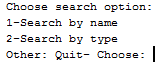 Choose search option:
1-Search by name
2-Search by type
Other: Quit- Choose: